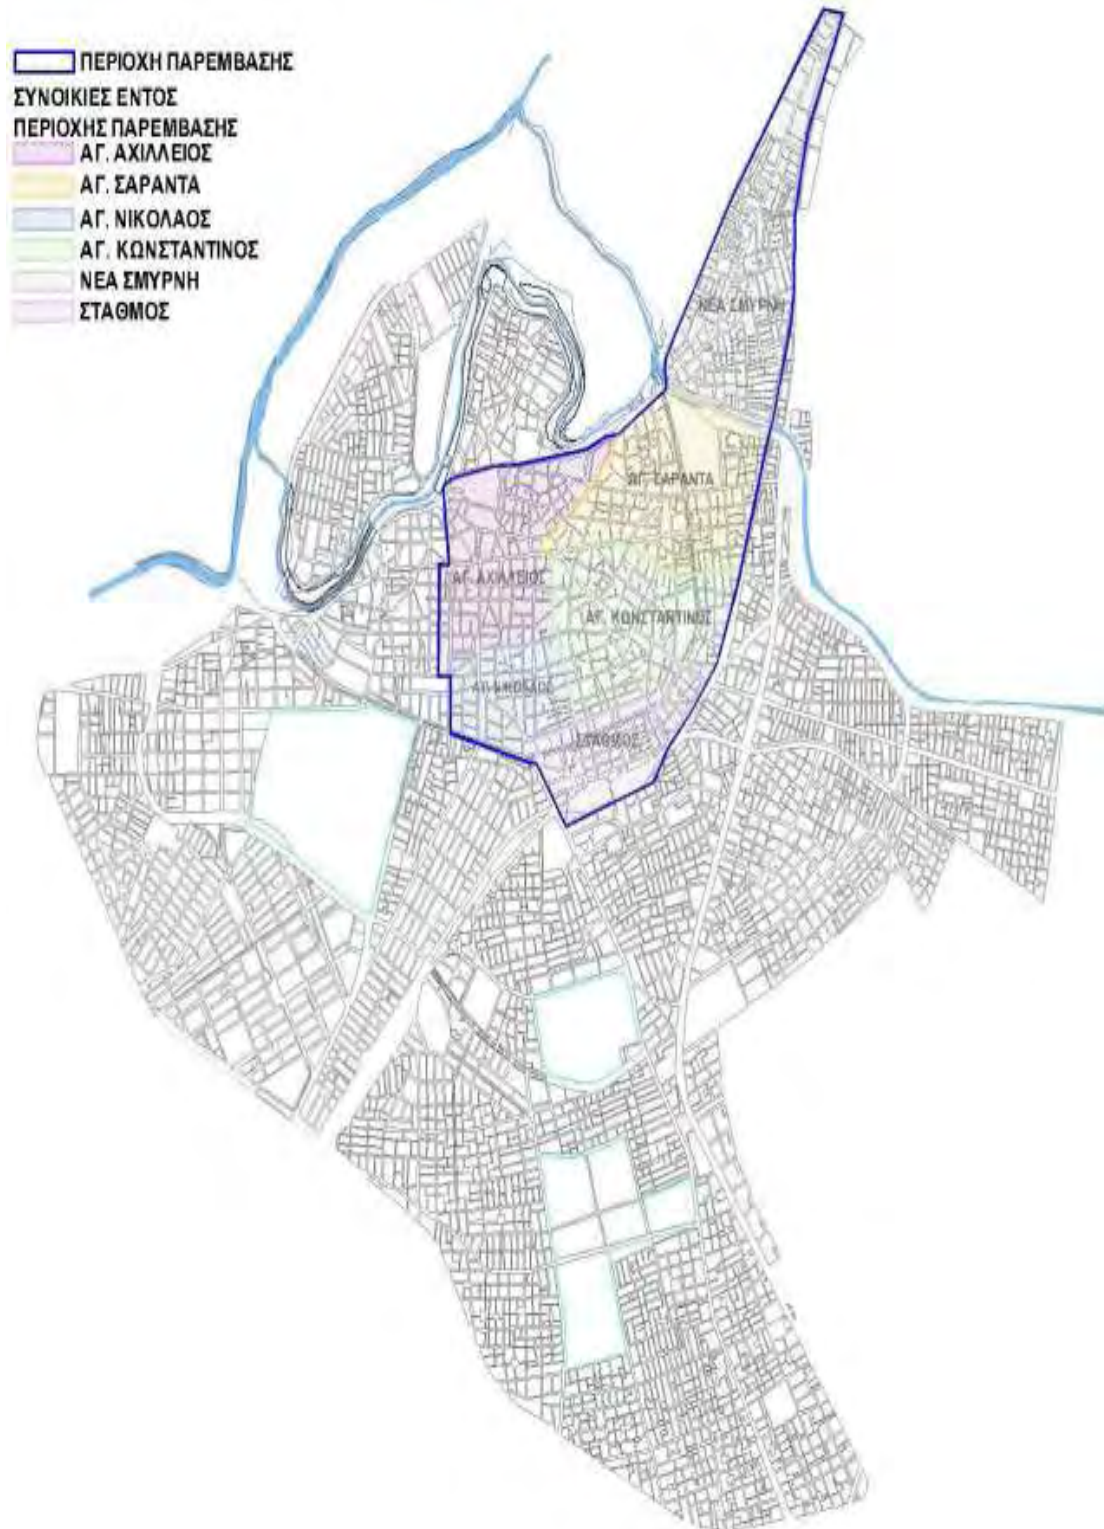 ΠΕΡΙΟΧΗ ΠΑΡΕΜΒΑΣΗΣ
ΣΥΝΟΙΚΙΕΣ ΕΝΤΟΣ
ΠΕΡΙΟΧΗΣ ΠΑΡΕΜΒΑΣΗΣ
ΑΓ. ΑΧΙΛΛΕΙΟΣ
ΑΓ. ΣΑΡΑΝΤΑ
ΑΓ. ΝΙΚΟΛΑΟΣ
ΑΓ. ΚΩΝΣΤΑΝΤΙΝΟΣ
ΝΕΑ ΣΜΥΡΝΗ
ΣΤΑΘΜΟΣ
ΝΕΑ ΣΜΥΡΝΗ
ΑΓ. ΣΑΡΑΝΤΑ
ΑΓ. ΑΧΙΛΛΕΙΟΣ
ΑΓ. ΚΩΝΣΤΑΝΤΙΝΟΣ
ΑΓ. ΝΙΚΟΛΑΟΣ
ΣΤΑΘΜΟΣ